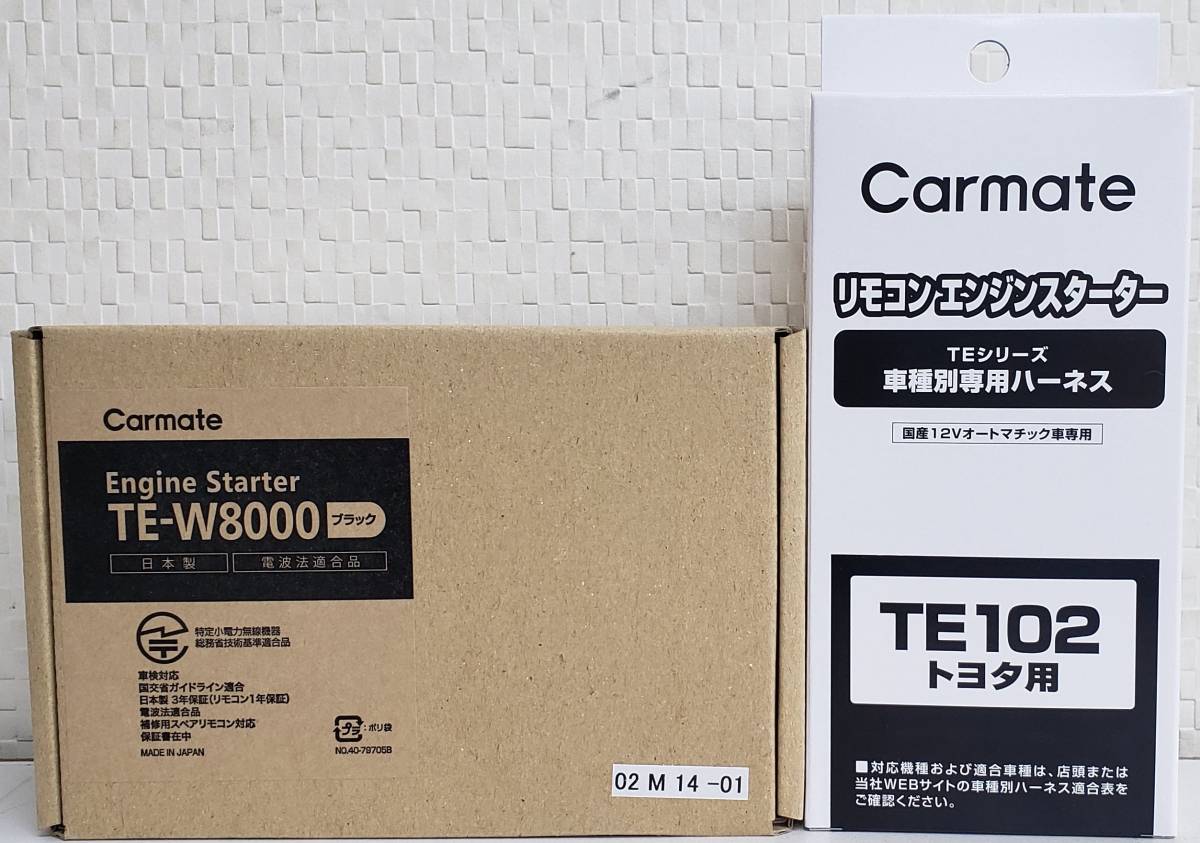 Carmate
Engine Starter
TE-W8000 ブラック
日本製 電波法適合品
特定小電力無線機器
総務省技術基準適合品
車検対応
国交省ガイドライン適合
日本製 3年保証(リモコン1年保証)
電波法適合品
補修用スペアリモコン対応
保証書在中
MADE IN JAPAN
プラ :ポリ袋
NO.40-79705B
02 M 14 -01
Carmate
リモコンエンジンスターター
TEシリーズ
車種別専用ハーネス
国産12Vオートマチック車専用
TE102
トヨタ用
■対応機種および適合車種は、店頭または
当社WEBサイトの車種別ハーネス適合表を
ご確認ください。